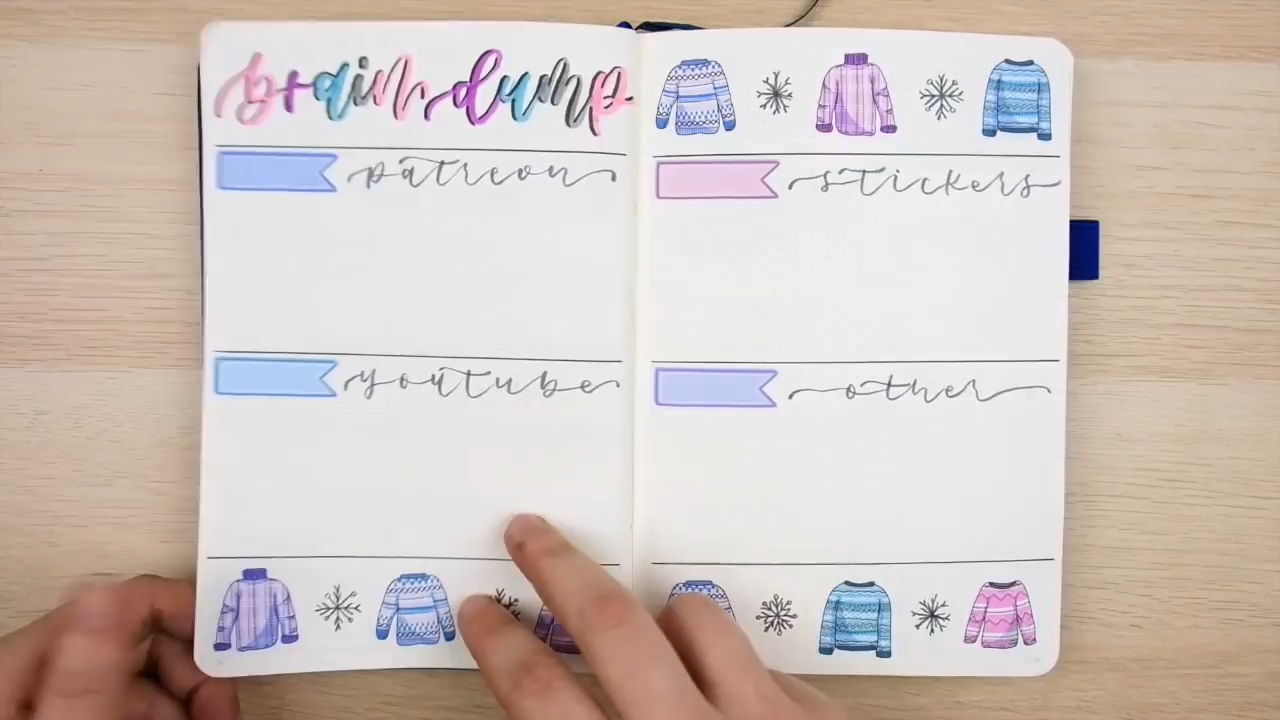 brain dump
patreon
youtube
stickers
other